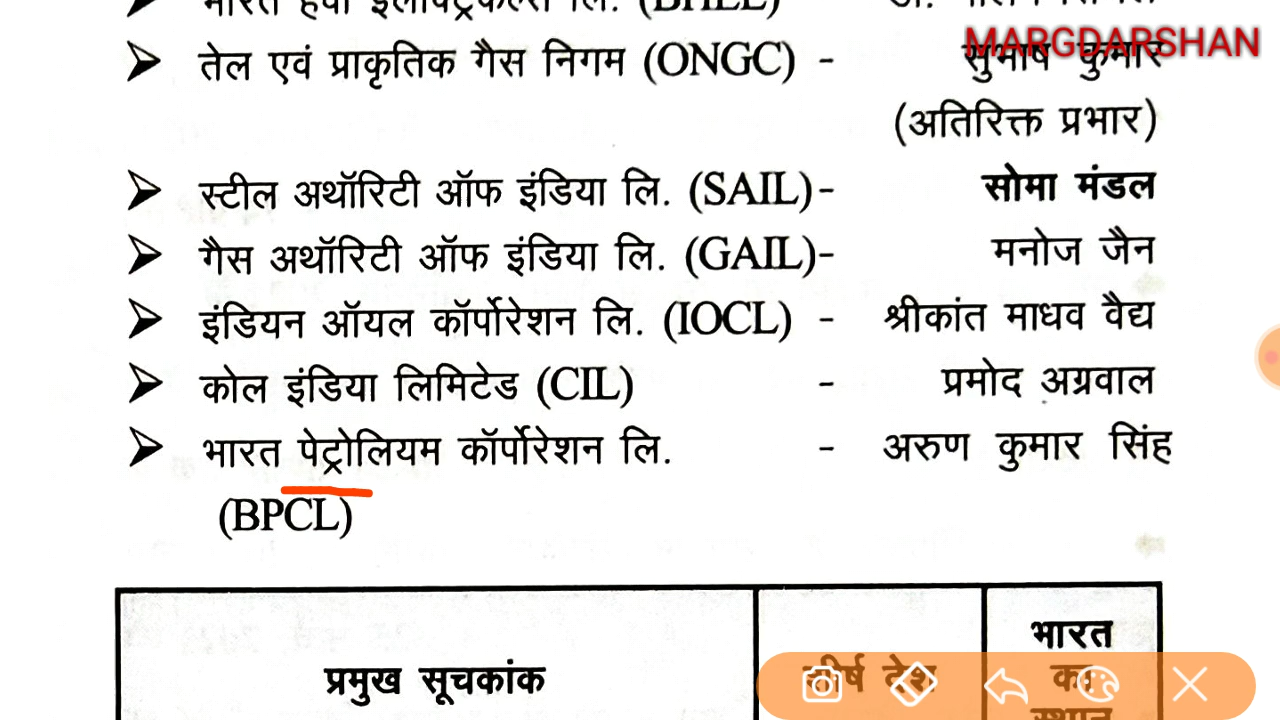 MARGDARSHAN
तेल एवं प्राकृतिक गैस निगम (ONGC) - सुभाष कुमार
(अतिरिक्त प्रभार)
स्टील अथॉरिटी ऑफ इंडिया लि. (SAIL)- सोमा मंडल
गैस अथॉरिटी ऑफ इंडिया लि. (GAIL)- मनोज जैन
इंडियन ऑयल कॉर्पोरेशन लि. (IOCL) - श्रीकांत माधव वैद्य
कोल इंडिया लिमिटेड (CIL) - प्रमोद अग्रवाल
भारत पेट्रोलियम कॉर्पोरेशन लि. - अरुण कुमार सिंह
(BPCL)
प्रमुख सूचकांक शीर्ष देश भारत
का
स्थान